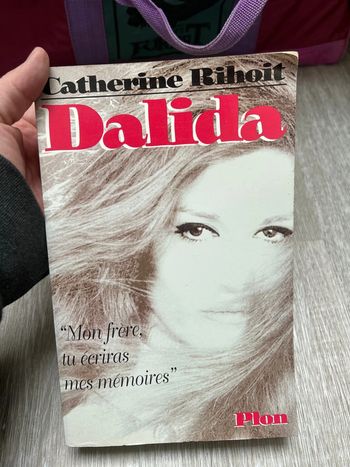 Catherine Rihoit
Dalida
“Mon frère,
tu écriras
mes mémoires”
Plon